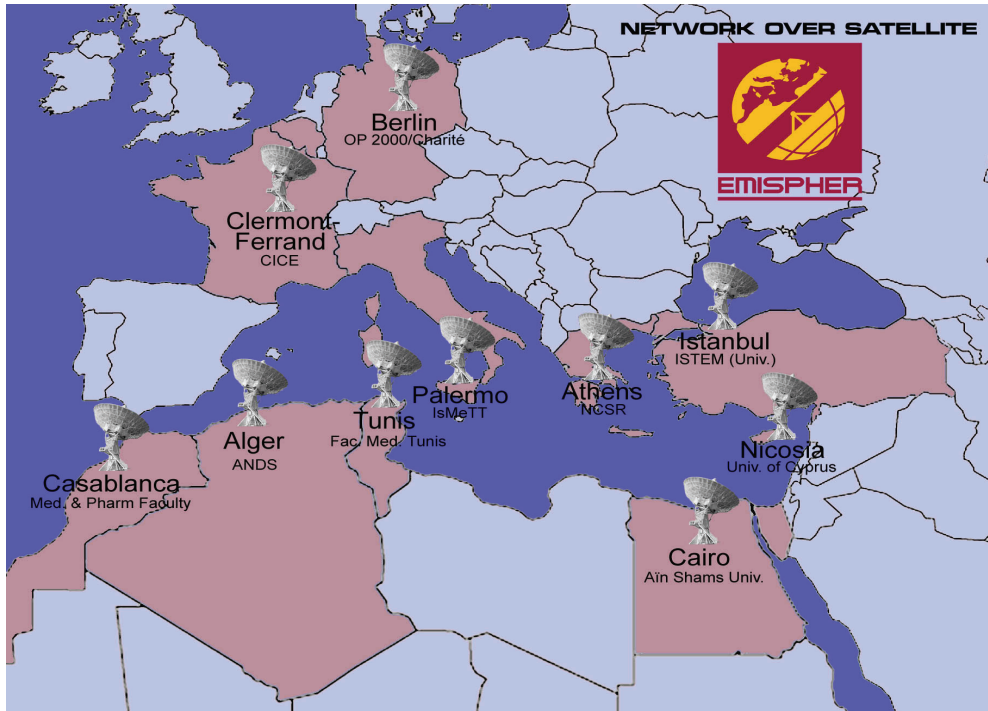 NETWORK OVER SATELLITE
EMISPHER
Berlin
OP 2000/Charité
Clermont-
Ferrand
CICE
Istanbul
ISTEM (Univ.)
Palermo
IsMeTT
Athens
NCSR
Tunis
Fac. Med. Tunis
Alger
ANDS
Casablanca
Med. & Pharm Faculty
Nicosia
Univ. of Cyprus
Cairo
Aïn Shams Univ.